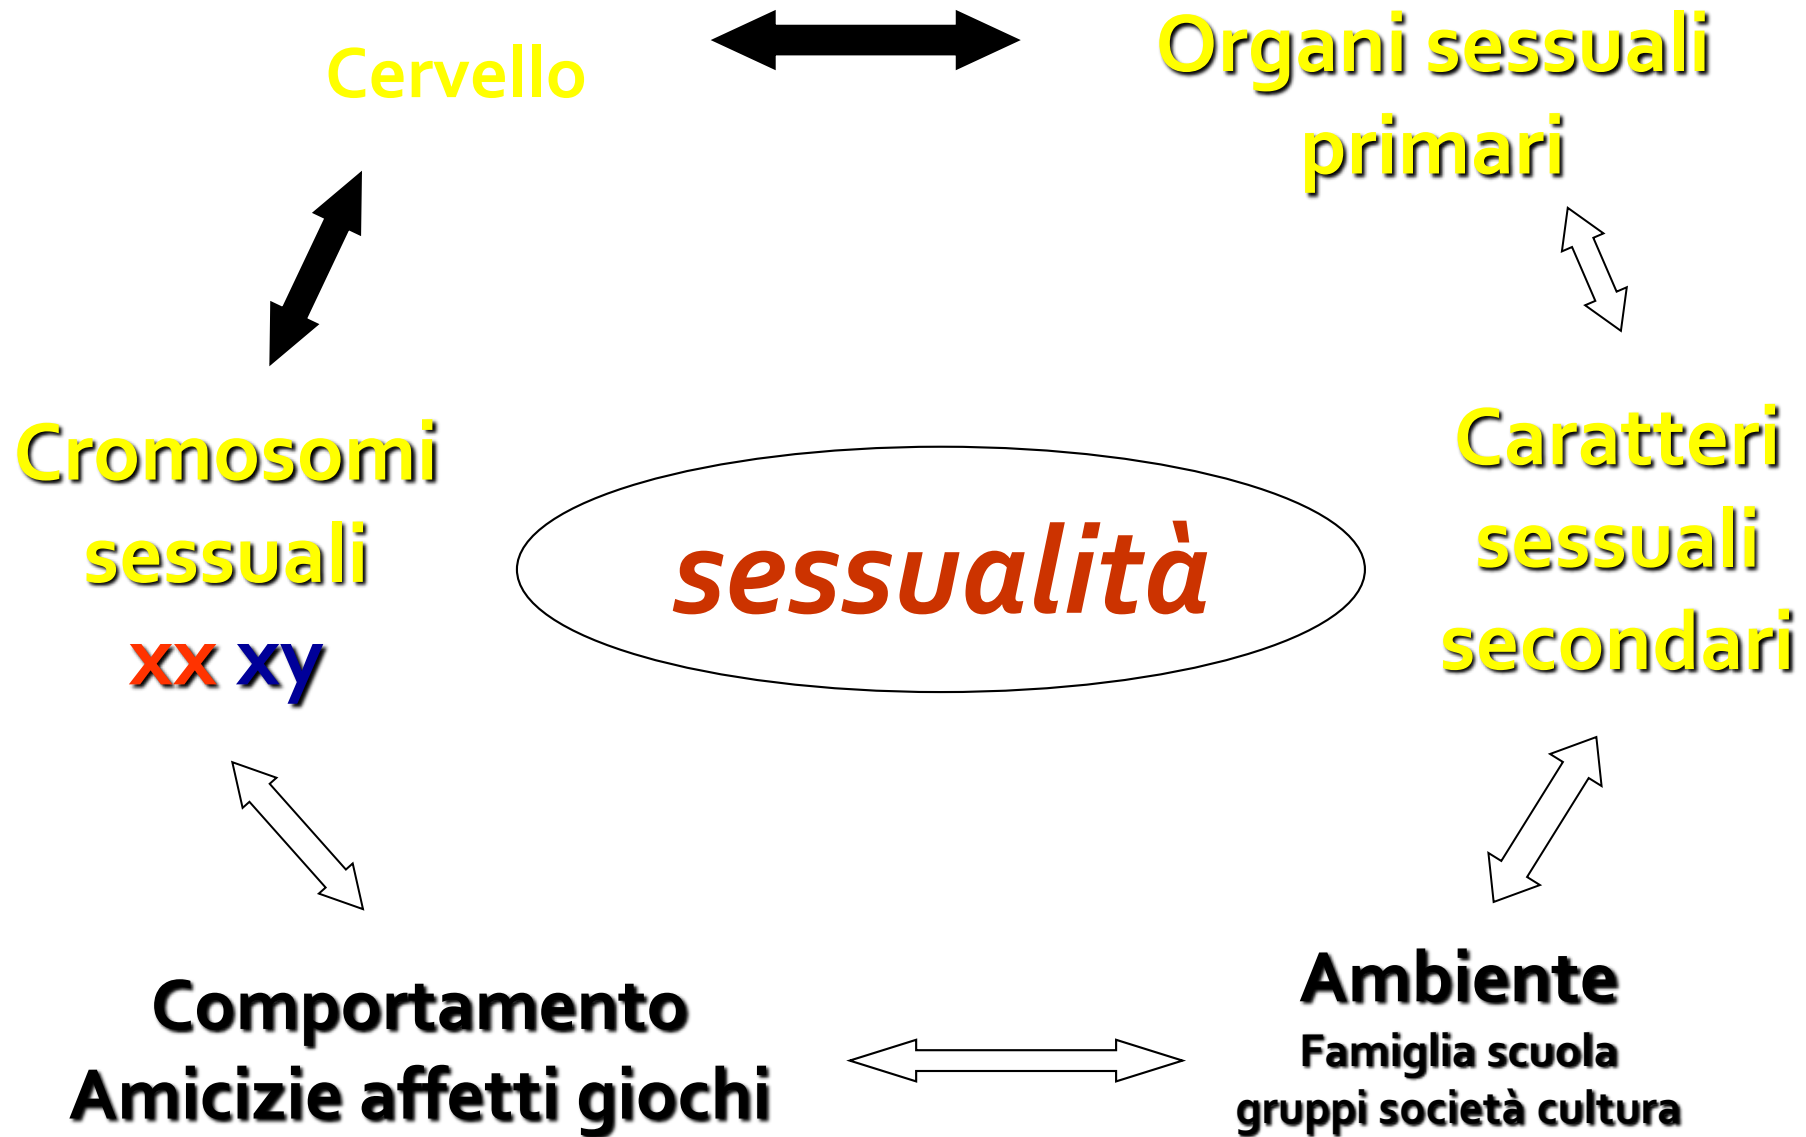 Cervello
Organi sessuali
primari
Cromosomi
sessuali
xx xy
sessualità
Caratteri
sessuali
secondari
Comportamento
Amicizie affetti giochi
Ambiente
Famiglia scuola
gruppi società cultura